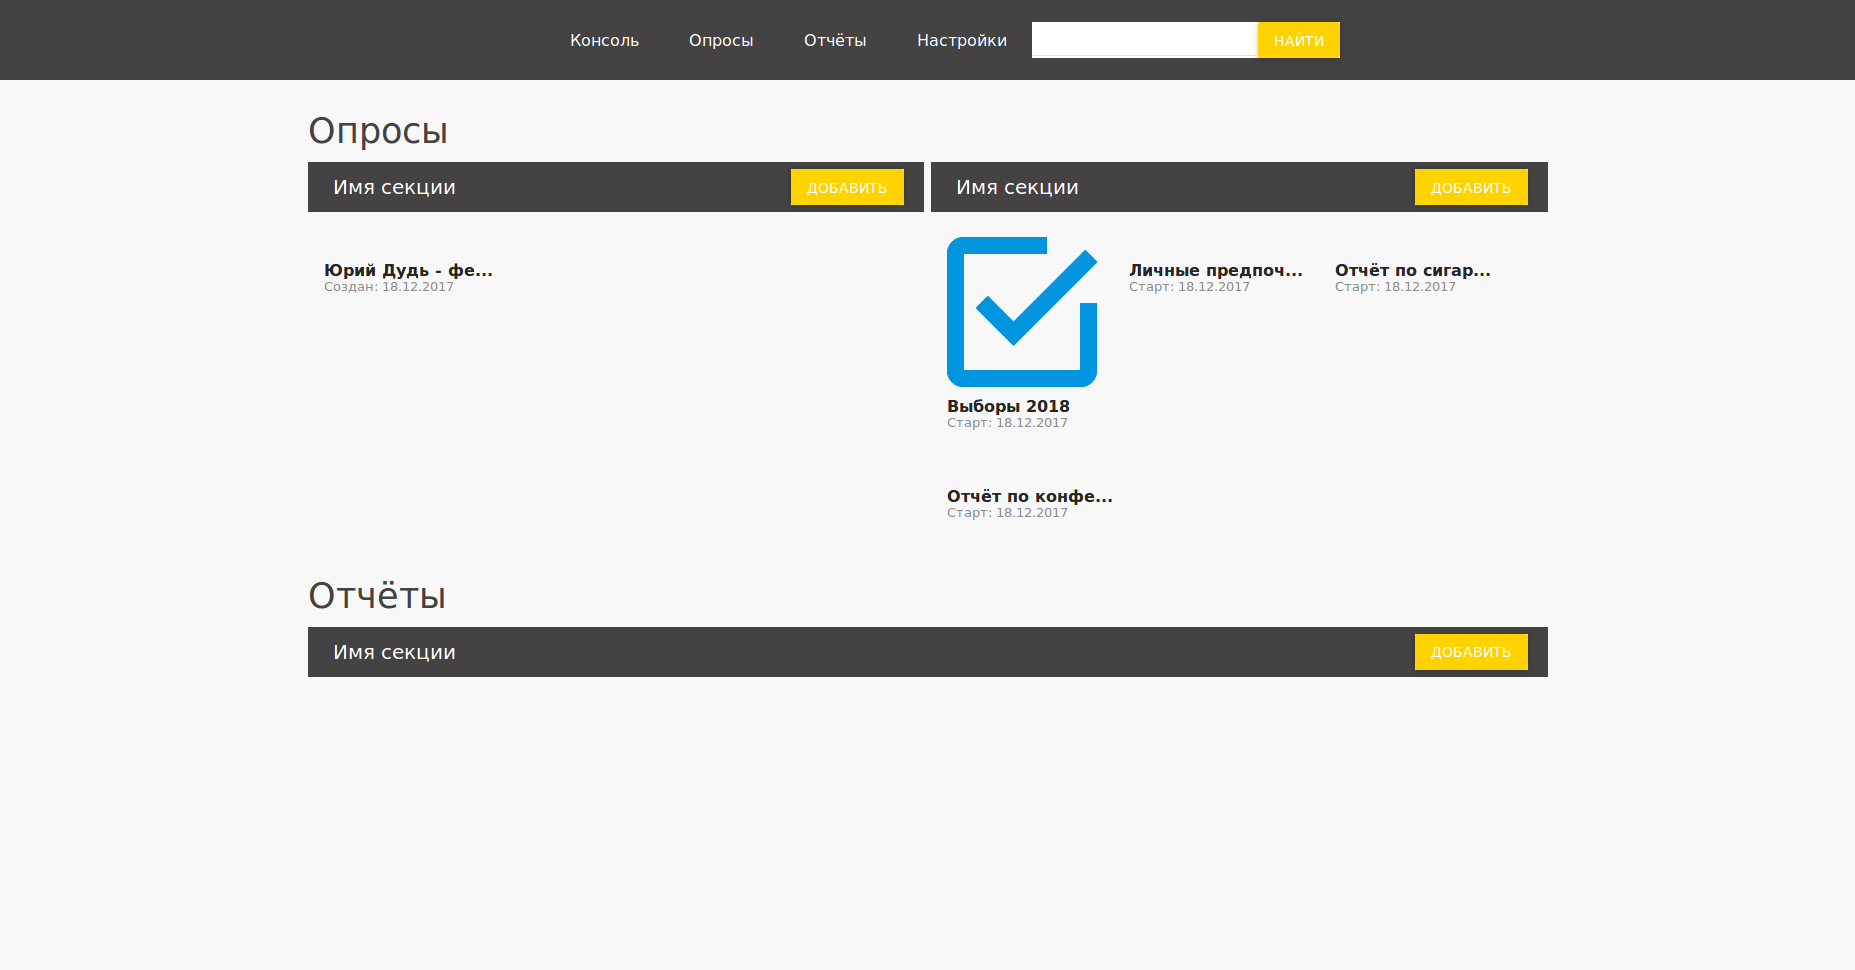 Консоль Опросы Отчёты Настройки НАЙТИ
Опросы
Имя секции ДОБАВИТЬ
Юрий Дудь - фе...
Создан: 18.12.2017
Имя секции ДОБАВИТЬ
Выборы 2018
Старт: 18.12.2017
Личные предпоч...
Старт: 18.12.2017
Отчёт по сигар...
Старт: 18.12.2017
Отчёт по конфе...
Старт: 18.12.2017
Отчёты
Имя секции ДОБАВИТЬ